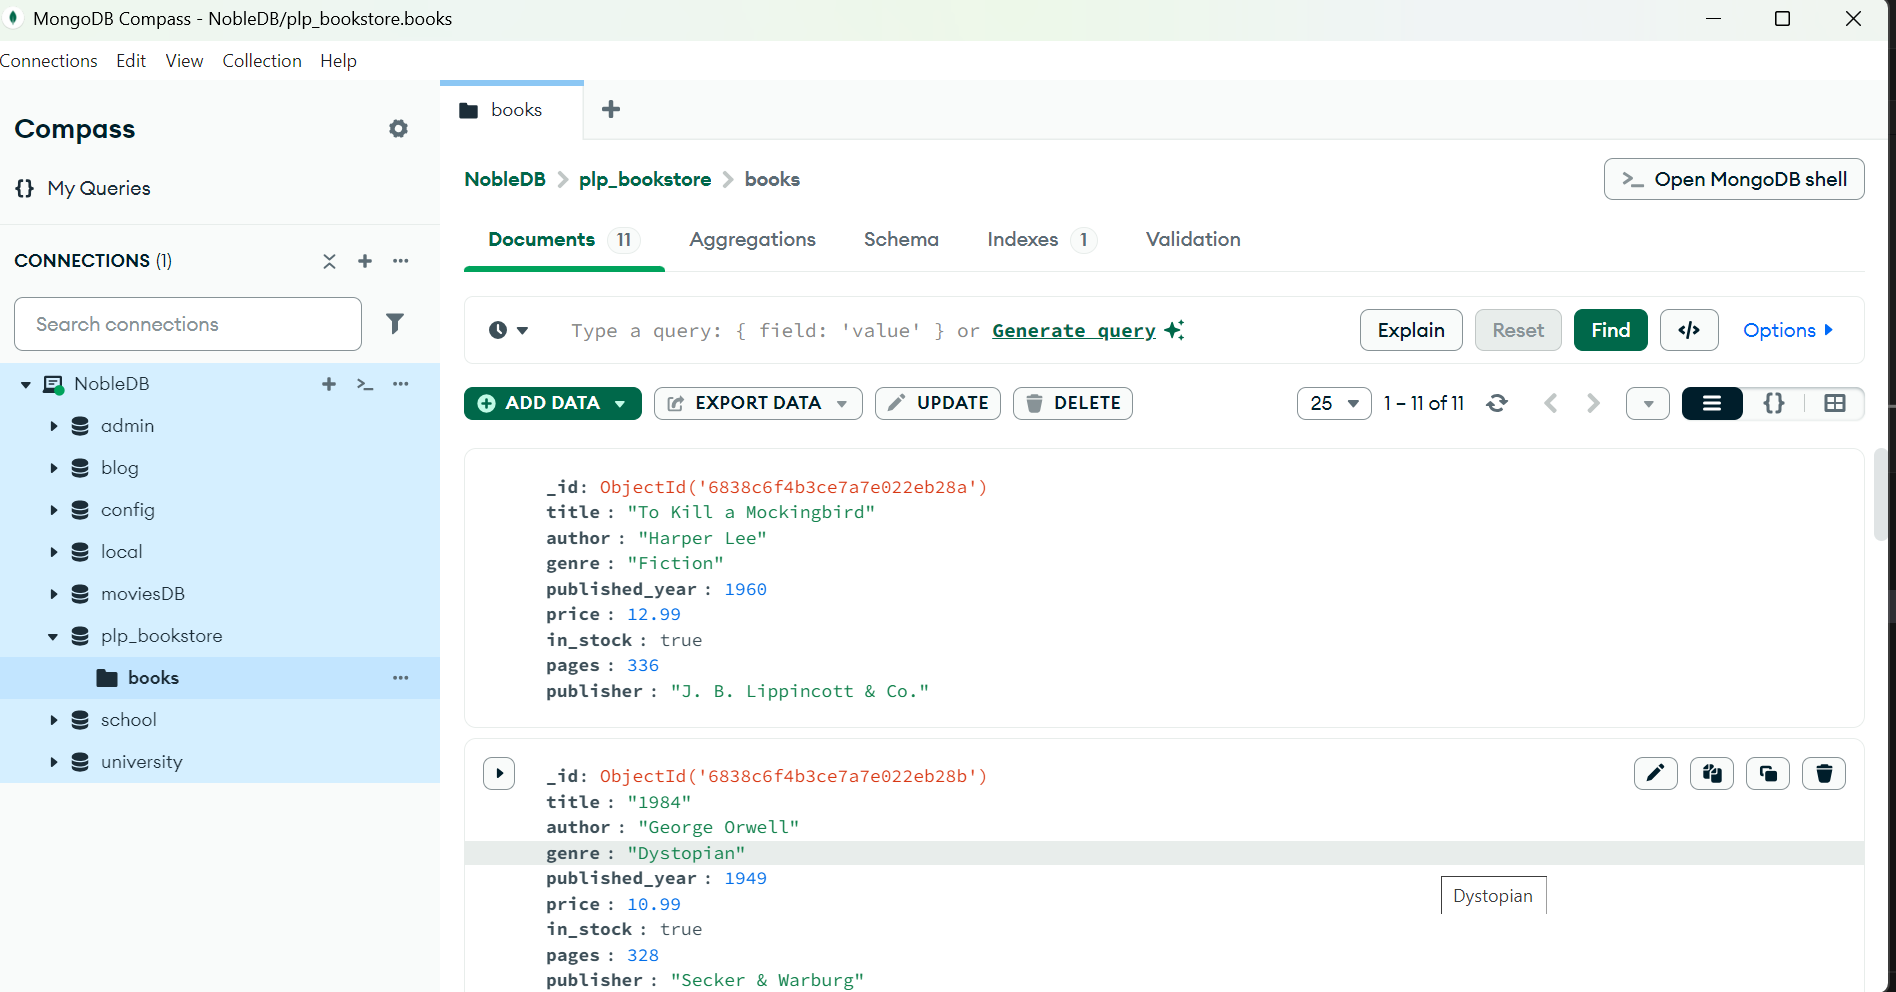 MongoDB Compass - NobleDB/plp_bookstore.books
Connections Edit View Collection Help
Compass
{} My Queries
CONNECTIONS (1)
Search connections
NobleDB
admin
blog
config
local
moviesDB
plp_bookstore
books
school
university
books
NobleDB > plp_bookstore > books
>_ Open MongoDB shell
Documents 11 Aggregations Schema Indexes 1 Validation
Type a query: { field: 'value' } or Generate query
Explain Reset Find </> Options
ADD DATA EXPORT DATA UPDATE DELETE
25 1 – 11 of 11 {}
_id: ObjectId('6838c6f4b3ce7a7e022eb28a')
title : "To Kill a Mockingbird"
author : "Harper Lee"
genre : "Fiction"
published_year : 1960
price : 12.99
in_stock : true
pages : 336
publisher : "J. B. Lippincott & Co."
_id: ObjectId('6838c6f4b3ce7a7e022eb28b')
title : "1984"
author : "George Orwell"
genre : "Dystopian"
published_year : 1949
Dystopian
price : 10.99
in_stock : true
pages : 328
publisher : "Secker & Warburg"